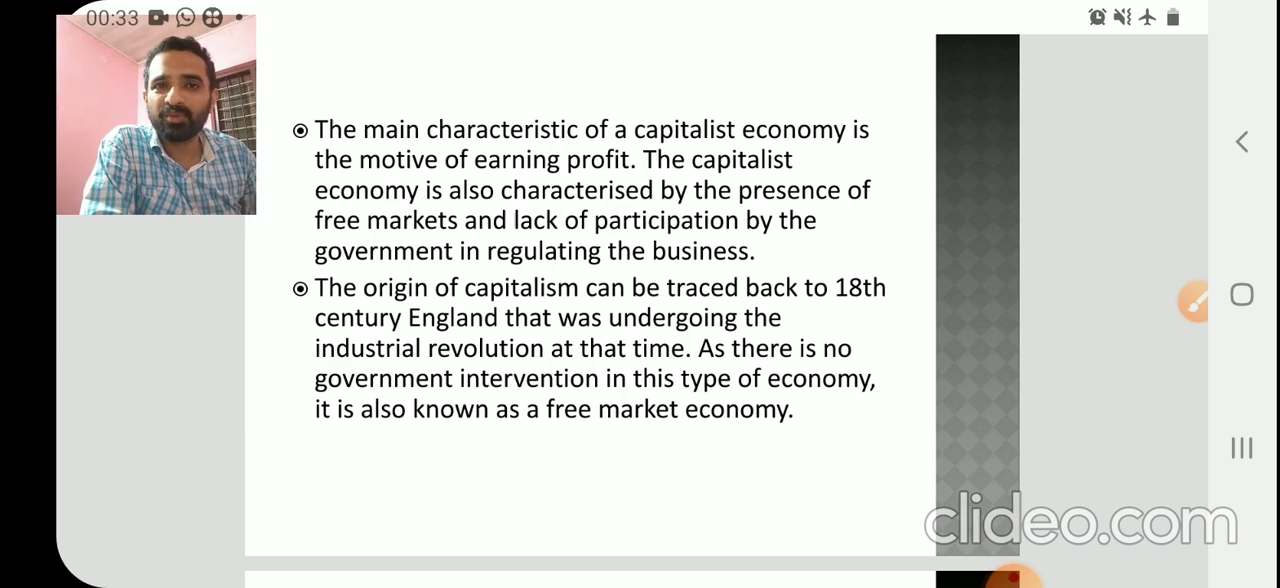 00:33
The main characteristic of a capitalist economy is
the motive of earning profit. The capitalist
economy is also characterised by the presence of
free markets and lack of participation by the
government in regulating the business.
The origin of capitalism can be traced back to 18th
century England that was undergoing the
industrial revolution at that time. As there is no
government intervention in this type of economy,
it is also known as a free market economy.
clideo.com